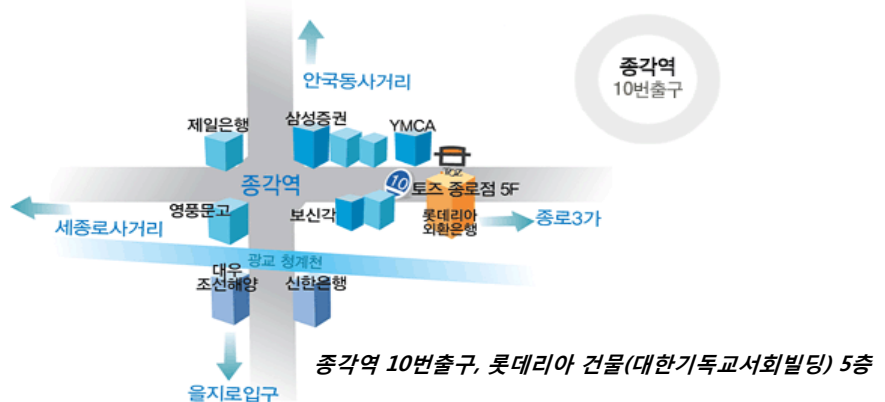 안국동사거리
종각역
10번출구
제일은행
삼성증권
YMCA
TOZ
종각역
10
토즈 종로점 5F
영풍문고
보신각
롯데리아
외환은행
종로3가
세종로사거리
광교 청계천
대우
조선해양
신한은행
을지로입구
종각역 10번출구, 롯데리아 건물(대한기독교서회빌딩) 5층